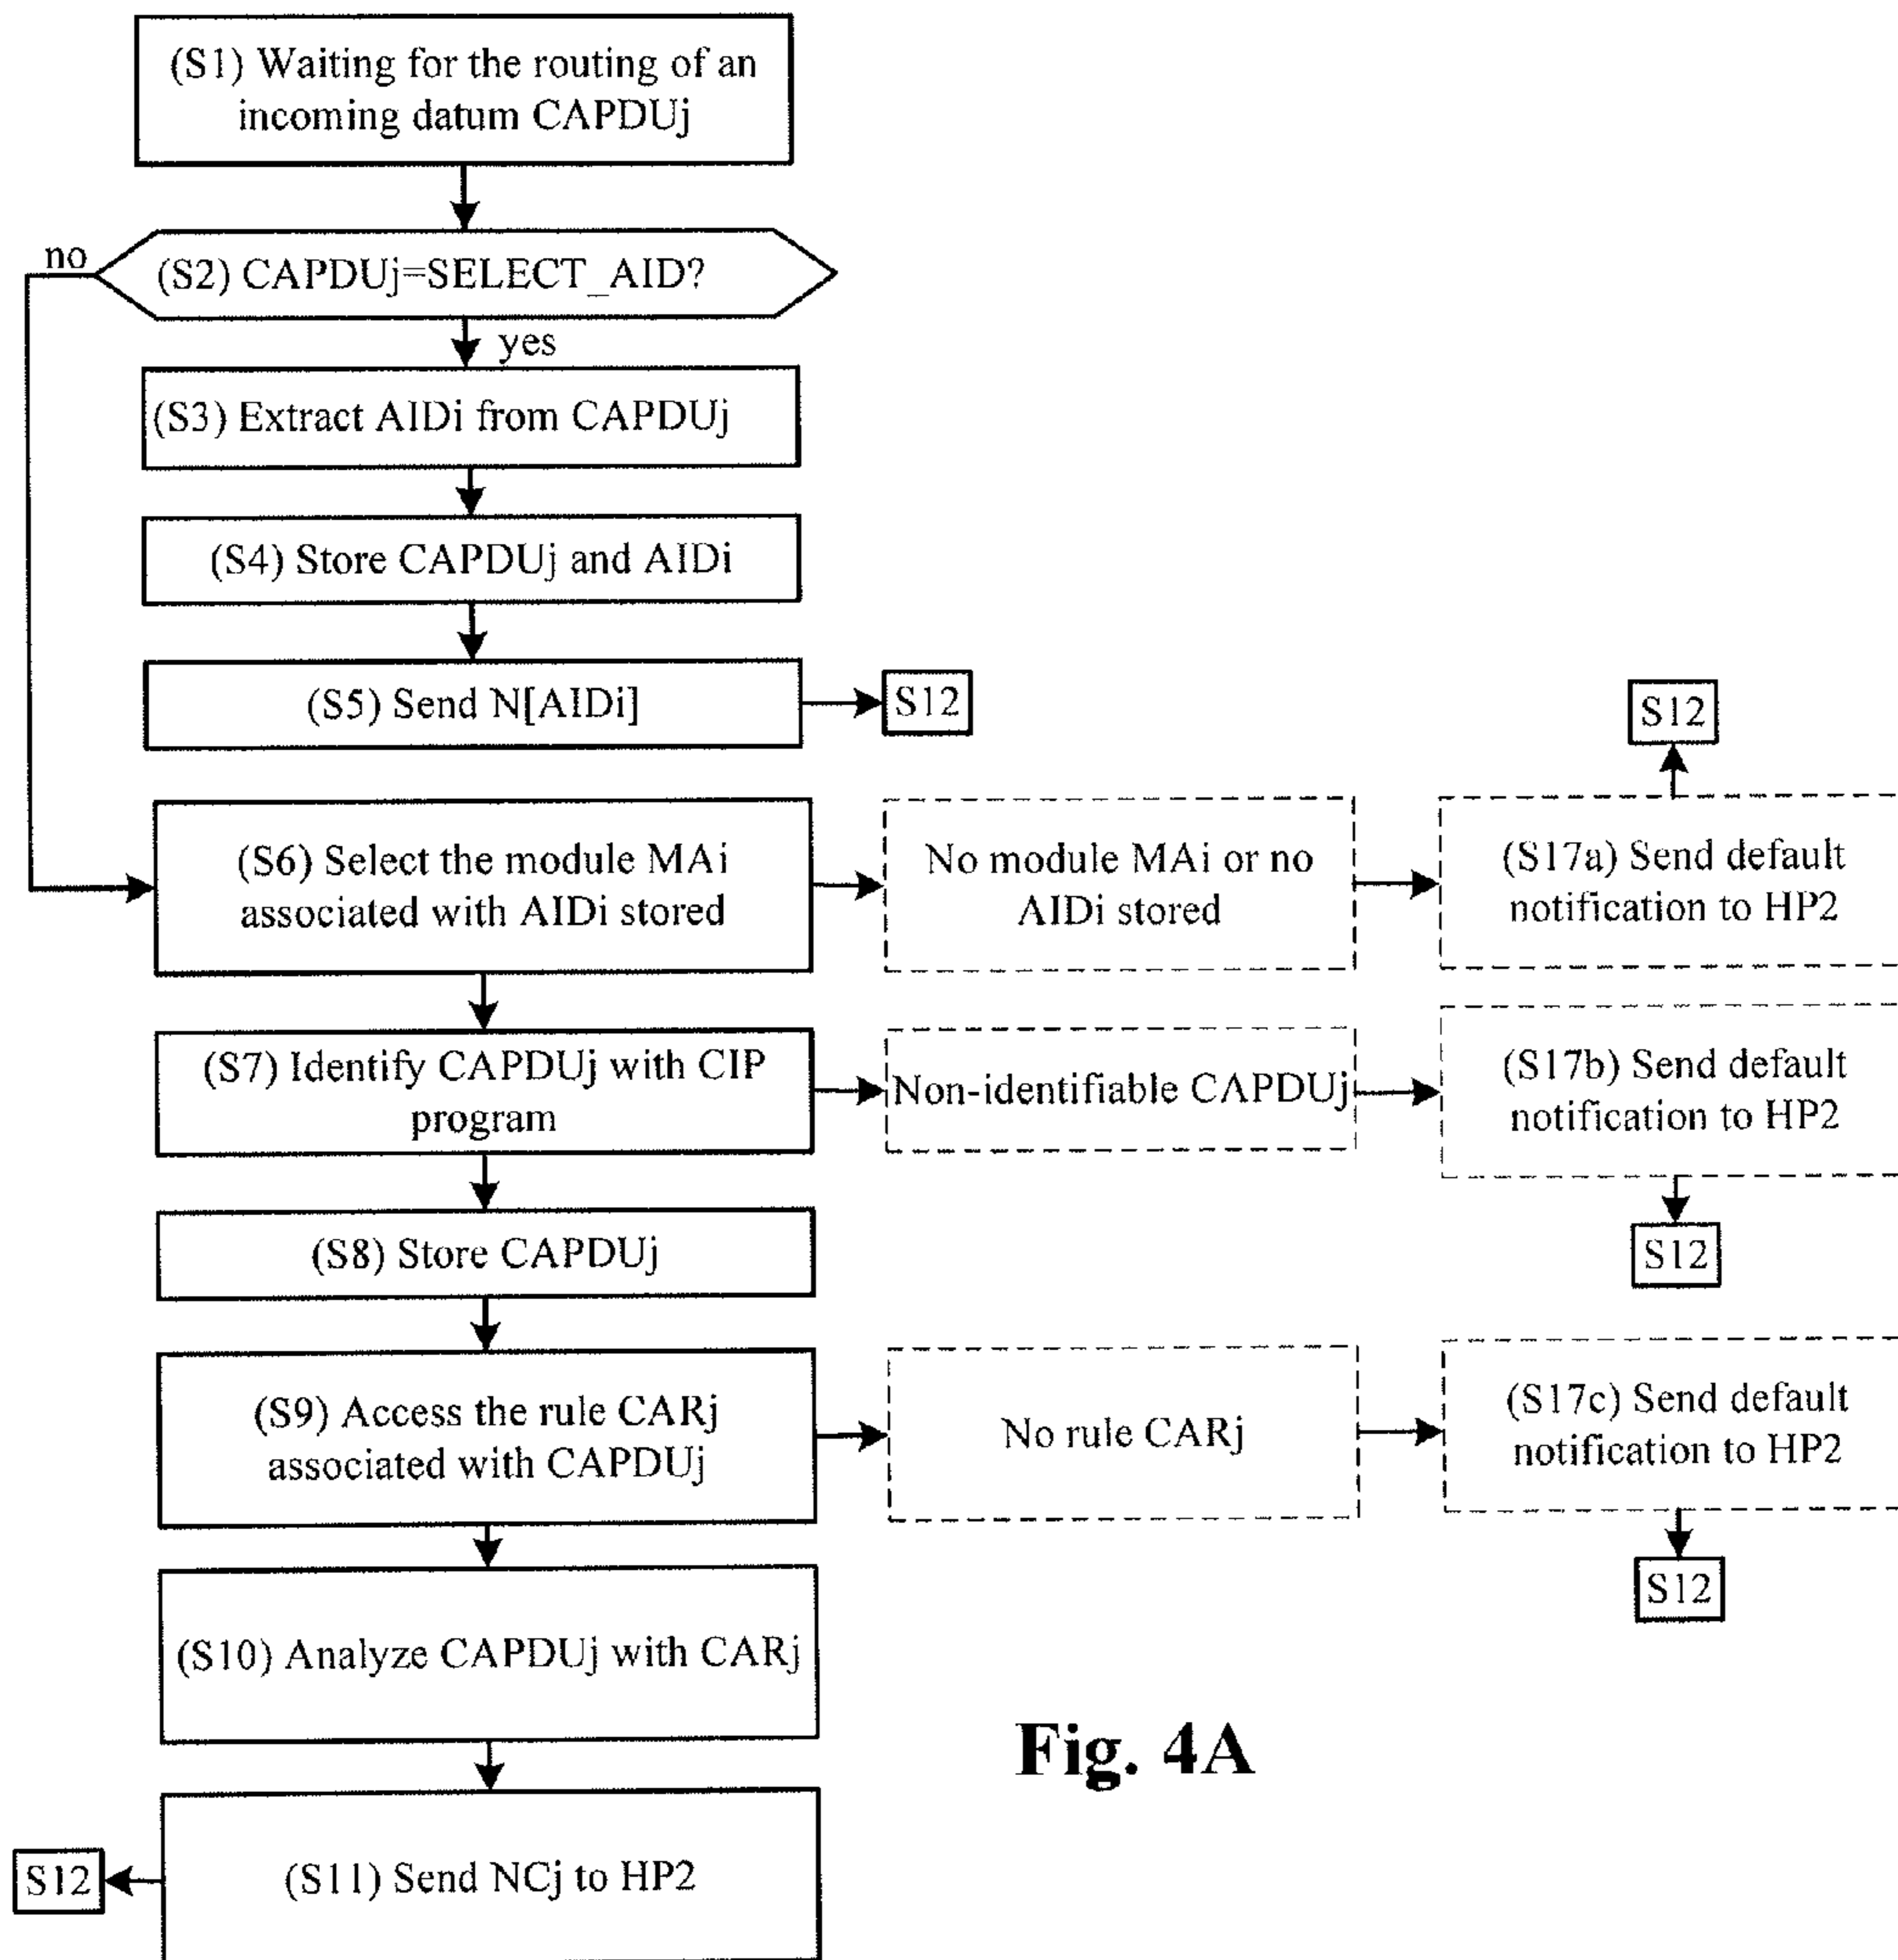 (S1) Waiting for the routing of an
incoming datum CAPDUj
no
(S2) CAPDUj=SELECT_AID?
yes
(S3) Extract AIDi from CAPDUj
(S4) Store CAPDUj and AIDi
(S5) Send N[AIDi]
S12
S12
(S6) Select the module MAi
associated with AIDi stored
No module MAi or no
AIDi stored
(S17a) Send default
notification to HP2
(S7) Identify CAPDUj with CIP
program
Non-identifiable CAPDUj
(S17b) Send default
notification to HP2
S12
(S8) Store CAPDUj
(S9) Access the rule CARj
associated with CAPDUj
No rule CARj
(S17c) Send default
notification to HP2
S12
(S10) Analyze CAPDUj with CARj
Fig. 4A
(S11) Send NCj to HP2
S12